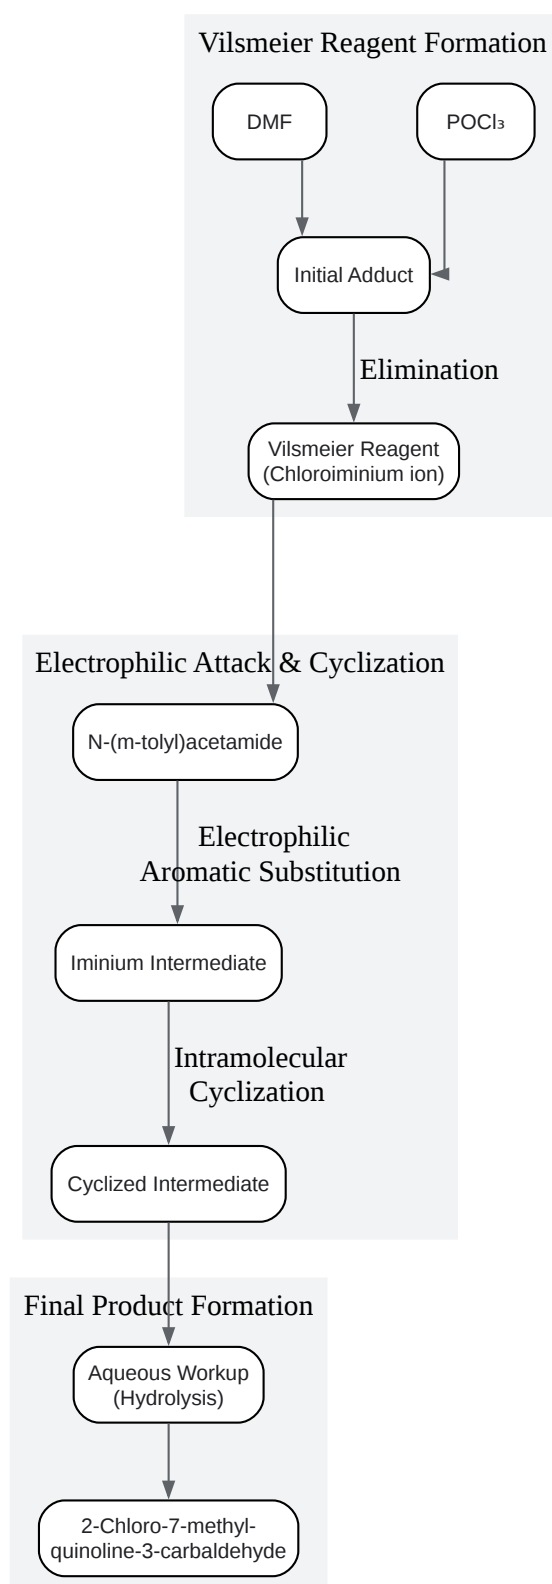 Vilsmeier Reagent Formation
DMF
POCl₃
Initial Adduct
Elimination
Vilsmeier Reagent
(Chloroiminium ion)
Electrophilic Attack & Cyclization
N-(m-tolyl)acetamide
Electrophilic
Aromatic Substitution
Iminium Intermediate
Intramolecular
Cyclization
Cyclized Intermediate
Final Product Formation
Aqueous Workup
(Hydrolysis)
2-Chloro-7-methyl-
quinoline-3-carbaldehyde